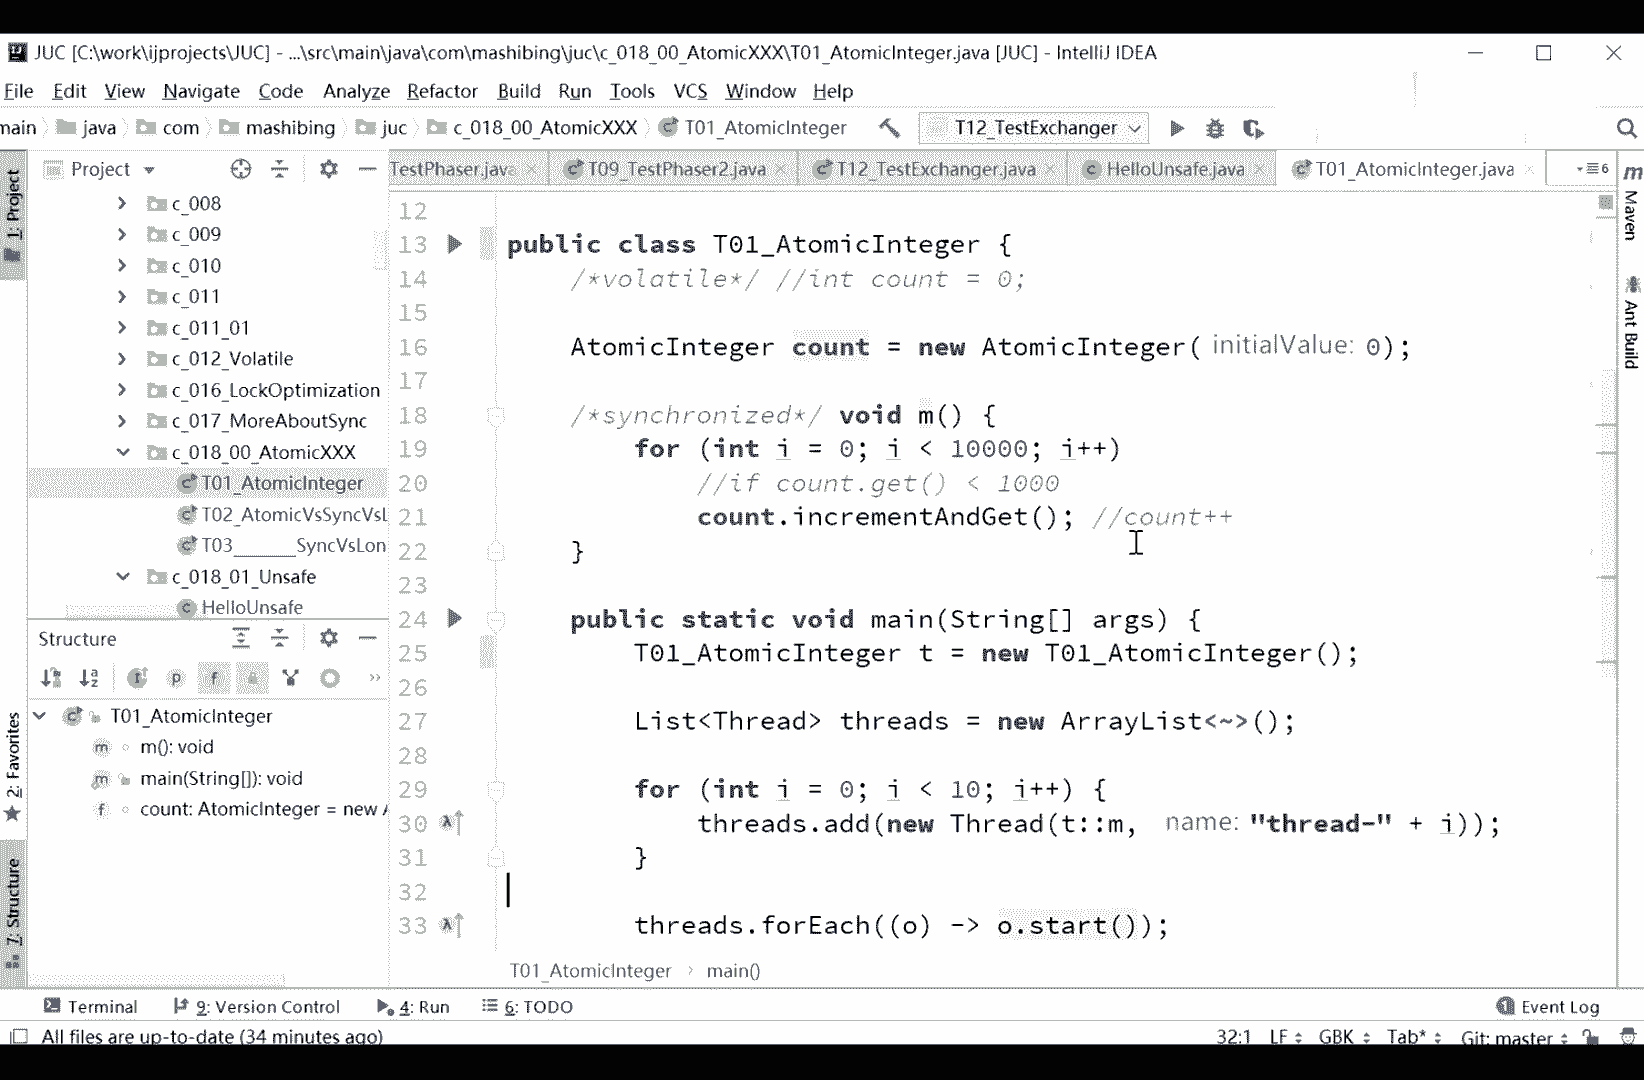 JUC [C:\work\ijprojects\JUC] - ...\src\main\java\com\mashibing\juc\c_018_00_AtomicXXX\T01_AtomicInteger.java [JUC] - IntelliJ IDEA
File Edit View Navigate Code Analyze Refactor Build Run Tools VCS Window Help
main java com mashibing juc c_018_00_AtomicXXX T01_AtomicInteger T12_TestExchanger
Project
TestPhaser.java T09_TestPhaser2.java T12_TestExchanger.java HelloUnsafe.java T01_AtomicInteger.java 6
1: Project
c_008
c_009
c_010
c_011
c_011_01
c_012_Volatile
c_016_LockOptimization
c_017_MoreAboutSync
c_018_00_AtomicXXX
T01_AtomicInteger
T02_AtomicVsSyncVsL
T03______SyncVsLon
c_018_01_Unsafe
HelloUnsafe
Structure
T01_AtomicInteger
m(): void
main(String[]): void
count: AtomicInteger = new A
2: Favorites
7: Structure
12
13 public class T01_AtomicInteger {
14 /*volatile*/ //int count = 0;
15
16 AtomicInteger count = new AtomicInteger( initialValue: 0);
17
18 /*synchronized*/ void m() {
19 for (int i = 0; i < 10000; i++)
20 //if count.get() < 1000
21 count.incrementAndGet(); //count++
22 }
23
24 public static void main(String[] args) {
25 T01_AtomicInteger t = new T01_AtomicInteger();
26
27 List<Thread> threads = new ArrayList<~>();
28
29 for (int i = 0; i < 10; i++) {
30 threads.add(new Thread(t::m, name: "thread-" + i));
31 }
32
33 threads.forEach((o) -> o.start());
T01_AtomicInteger › main()
m Maven
Ant Build
Terminal 9: Version Control 4: Run 6: TODO 1 Event Log
All files are up-to-date (34 minutes ago) 32:1 LF GBK Tab* Git: master